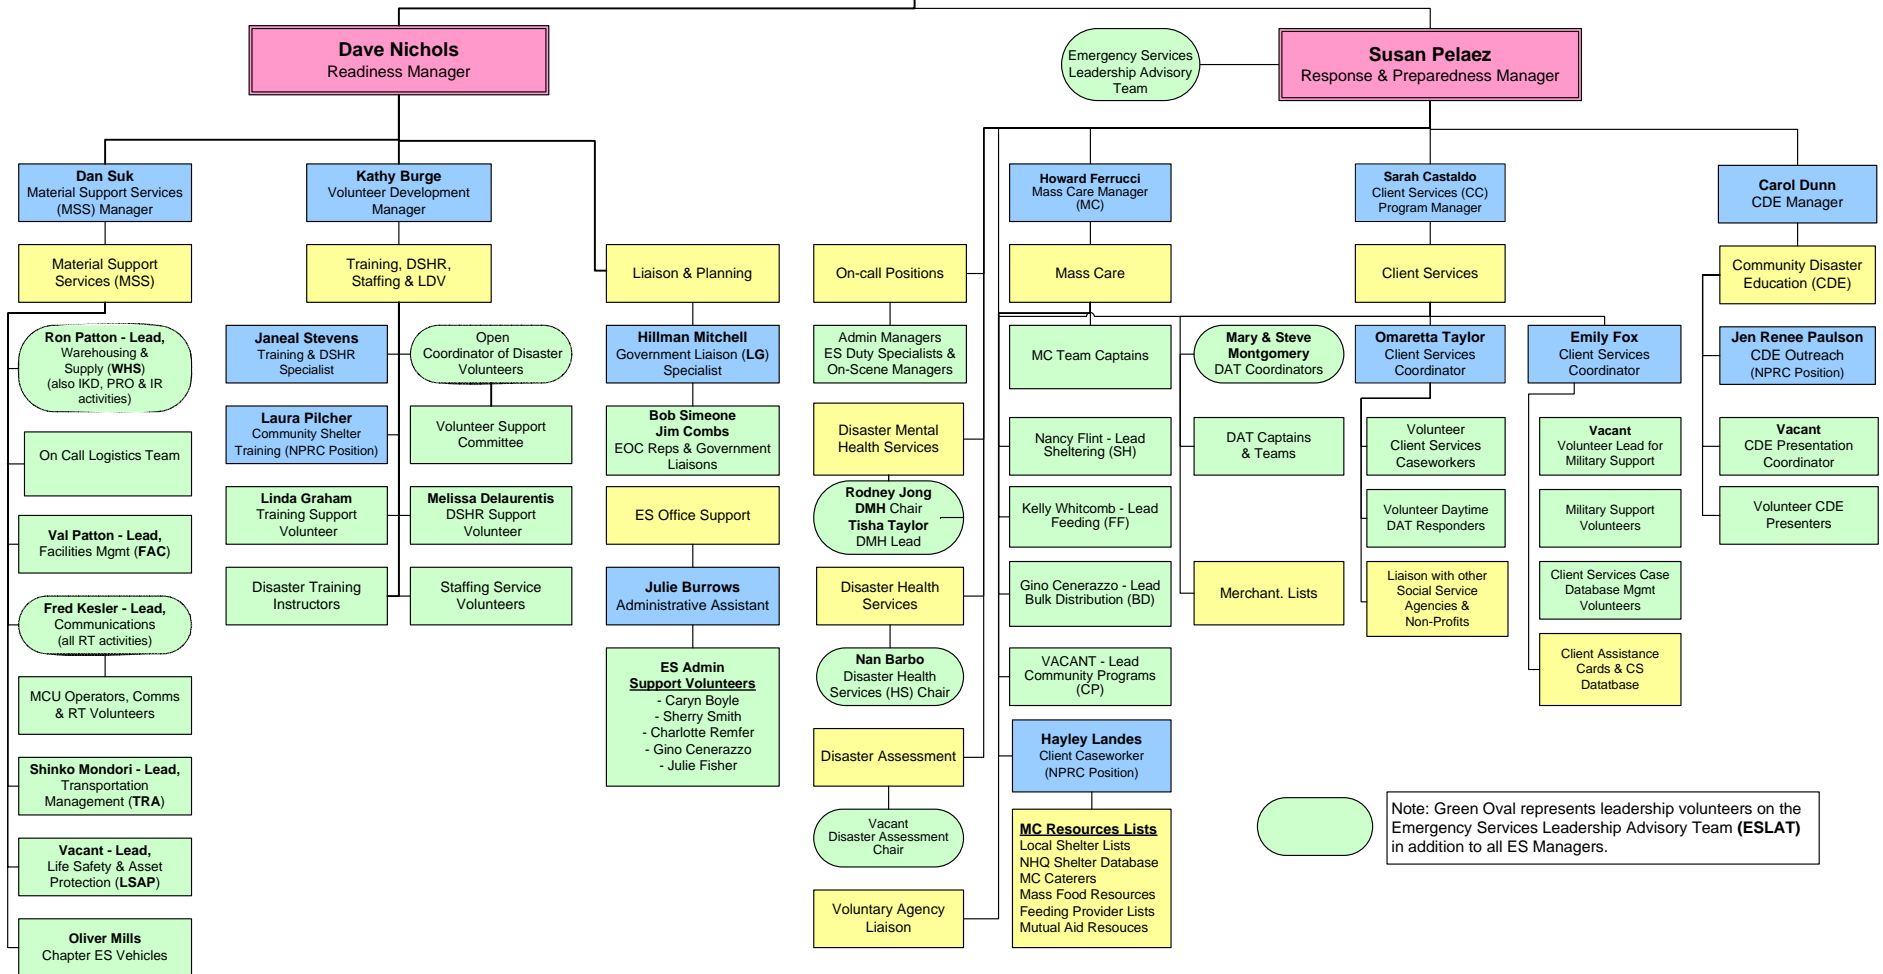 Dave Nichols
Readiness Manager
Emergency Services
Leadership Advisory
Team
Susan Pelaez
Response & Preparedness Manager
Dan Suk
Material Support Services
(MSS) Manager
Kathy Burge
Volunteer Development
Manager
Howard Ferrucci
Mass Care Manager
(MC)
Sarah Castaldo
Client Services (CC)
Program Manager
Carol Dunn
CDE Manager
Material Support
Services (MSS)
Training, DSHR,
Staffing & LDV
Liaison & Planning
On-call Positions
Mass Care
Client Services
Community Disaster
Education (CDE)
Ron Patton - Lead,
Warehousing &
Supply (WHS)
(also IKD, PRO & IR
activities)
Janeal Stevens
Training & DSHR
Specialist
Open
Coordinator of Disaster
Volunteers
Hillman Mitchell
Government Liaison (LG)
Specialist
Admin Managers
ES Duty Specialists &
On-Scene Managers
MC Team Captains
Mary & Steve
Montgomery
DAT Coordinators
Omaretta Taylor
Client Services
Coordinator
Emily Fox
Client Services
Coordinator
Jen Renee Paulson
CDE Outreach
(NPRC Position)
On Call Logistics Team
Laura Pilcher
Community Shelter
Training (NPRC Position)
Volunteer Support
Committee
Bob Simeone
Jim Combs
EOC Reps & Government
Liaisons
Disaster Mental
Health Services
Nancy Flint - Lead
Sheltering (SH)
DAT Captains
& Teams
Volunteer
Client Services
Caseworkers
Vacant
Volunteer Lead for
Military Support
Vacant
CDE Presentation
Coordinator
Val Patton - Lead,
Facilities Mgmt (FAC)
Linda Graham
Training Support
Volunteer
Melissa Delaurentis
DSHR Support
Volunteer
ES Office Support
Rodney Jong
DMH Chair
Tisha Taylor
DMH Lead
Kelly Whitcomb - Lead
Feeding (FF)
Volunteer Daytime
DAT Responders
Military Support
Volunteers
Volunteer CDE
Presenters
Fred Kesler - Lead,
Communications
(all RT activities)
Disaster Training
Instructors
Staffing Service
Volunteers
Julie Burrows
Administrative Assistant
Disaster Health
Services
Gino Cenerazzo - Lead
Bulk Distribution (BD)
Merchant. Lists
Liaison with other
Social Service
Agencies &
Non-Profits
Client Services Case
Database Mgmt
Volunteers
MCU Operators, Comms
& RT Volunteers
ES Admin
Support Volunteers
- Caryn Boyle
- Sherry Smith
- Charlotte Remfer
- Gino Cenerazzo
- Julie Fisher
Nan Barbo
Disaster Health
Services (HS) Chair
VACANT - Lead
Community Programs
(CP)
Client Assistance
Cards & CS
Datatbase
Shinko Mondori - Lead,
Transportation
Management (TRA)
Disaster Assessment
Hayley Landes
Client Caseworker
(NPRC Position)
Vacant - Lead,
Life Safety & Asset
Protection (LSAP)
Vacant
Disaster Assessment
Chair
MC Resources Lists
Local Shelter Lists
NHQ Shelter Database
MC Caterers
Mass Food Resources
Feeding Provider Lists
Mutual Aid Resouces
Note: Green Oval represents leadership volunteers on the
Emergency Services Leadership Advisory Team (ESLAT)
in addition to all ES Managers.
Oliver Mills
Chapter ES Vehicles
Voluntary Agency
Liaison